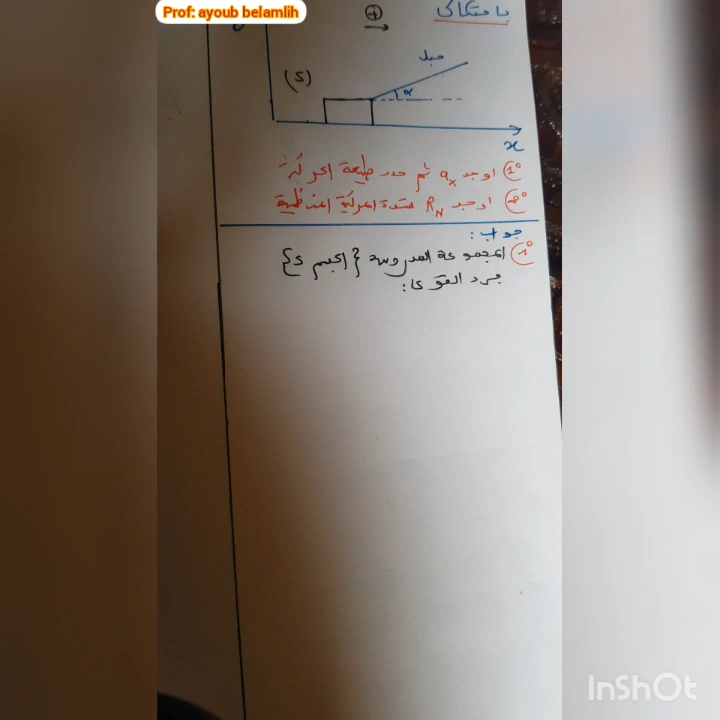 Prof: ayoub belamlih
باحتكاك
+
حبل
(S)
α
x
1° اوجد aₓ ثم حدد طبيعة الحركة
2° اوجد R_N شدة المركبة المنظمية
جواب :
1° المجموعة المدروسة { الجسم S }
جرد القوى :
InShOt